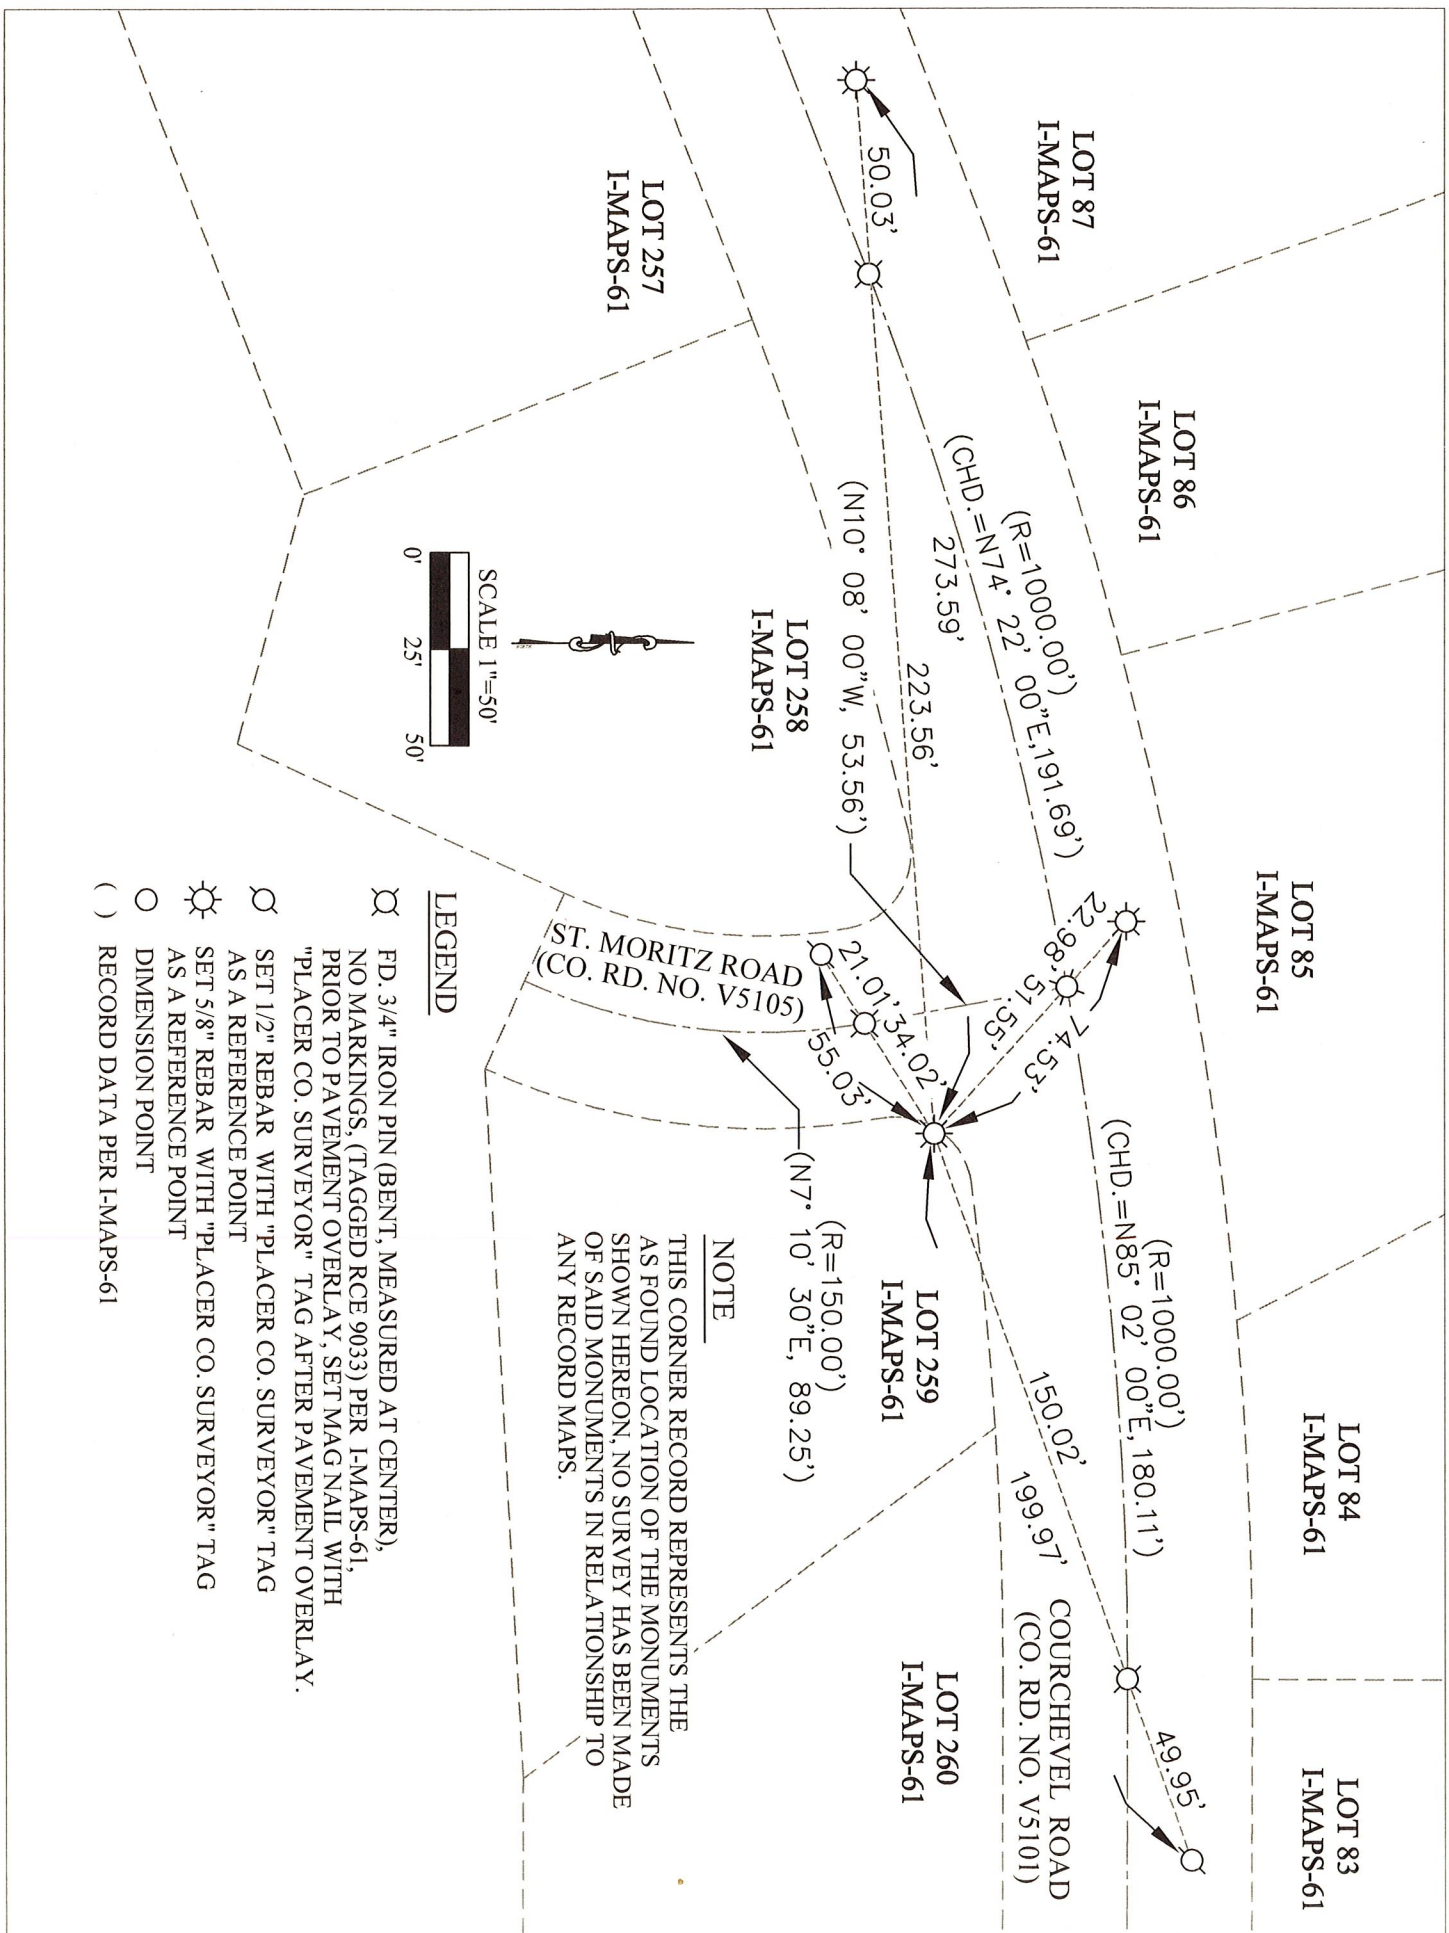 LOT 87
I-MAPS-61
LOT 86
I-MAPS-61
LOT 85
I-MAPS-61
LOT 84
I-MAPS-61
LOT 83
I-MAPS-61
50.03'
(R=1000.00')
(CHD.=N74° 22' 00"E,191.69')
273.59'
223.56'
(N10° 08' 00"W, 53.56')
22.98'
51.55'
74.53'
(R=1000.00')
(CHD.=N85° 02' 00"E, 180.11')
150.02'
199.97'
49.95'
COURCHEVEL ROAD
(CO. RD. NO. V5101)
LOT 257
I-MAPS-61
LOT 258
I-MAPS-61
21.01'
34.02'
55.03'
ST. MORITZ ROAD
(CO. RD. NO. V5105)
(R=150.00')
(N7° 10' 30"E, 89.25')
LOT 259
I-MAPS-61
LOT 260
I-MAPS-61
SCALE 1"=50'
0' 25' 50'
NOTE
THIS CORNER RECORD REPRESENTS THE
AS FOUND LOCATION OF THE MONUMENTS
SHOWN HEREON, NO SURVEY HAS BEEN MADE
OF SAID MONUMENTS IN RELATIONSHIP TO
ANY RECORD MAPS.
LEGEND
FD. 3/4" IRON PIN (BENT, MEASURED AT CENTER),
NO MARKINGS, (TAGGED RCE 9033) PER I-MAPS-61,
PRIOR TO PAVEMENT OVERLAY, SET MAG NAIL WITH
"PLACER CO. SURVEYOR" TAG AFTER PAVEMENT OVERLAY.
SET 1/2" REBAR WITH "PLACER CO. SURVEYOR" TAG
AS A REFERENCE POINT
SET 5/8" REBAR WITH "PLACER CO. SURVEYOR" TAG
AS A REFERENCE POINT
DIMENSION POINT
( ) RECORD DATA PER I-MAPS-61